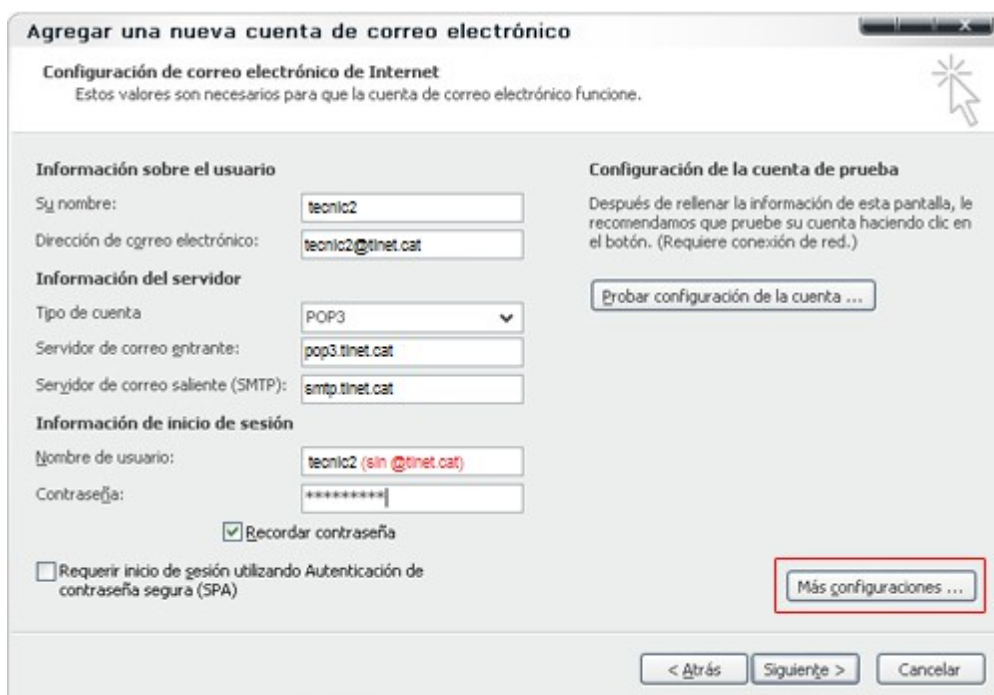 Agregar una nueva cuenta de correo electrónico
Configuración de correo electrónico de Internet
Estos valores son necesarios para que la cuenta de correo electrónico funcione.
Información sobre el usuario
Su nombre:
tecnic2
Dirección de correo electrónico:
tecnic2@tinet.cat
Información del servidor
Tipo de cuenta
POP3
Servidor de correo entrante:
pop3.tinet.cat
Servidor de correo saliente (SMTP):
smtp.tinet.cat
Información de inicio de sesión
Nombre de usuario:
tecnic2 (sin @tinet.cat)
Contraseña:
*********
Recordar contraseña
Requerir inicio de sesión utilizando Autenticación de
contraseña segura (SPA)
Configuración de la cuenta de prueba
Después de rellenar la información de esta pantalla, le
recomendamos que pruebe su cuenta haciendo clic en
el botón. (Requiere conexión de red.)
Probar configuración de la cuenta ...
Más configuraciones ...
< Atrás
Siguiente >
Cancelar